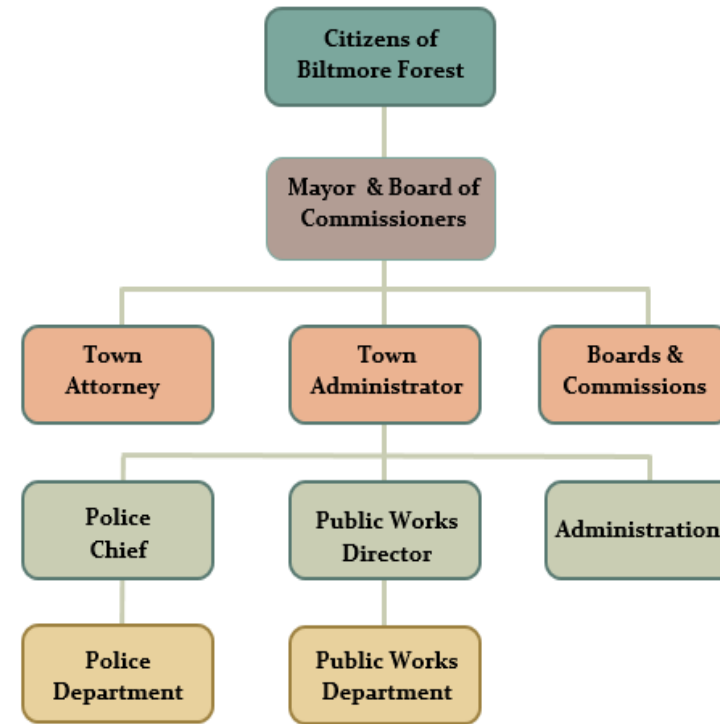 Citizens of
Biltmore Forest
Mayor & Board of
Commissioners
Town
Attorney
Town
Administrator
Boards &
Commissions
Police
Chief
Public Works
Director
Administration
Police
Department
Public Works
Department